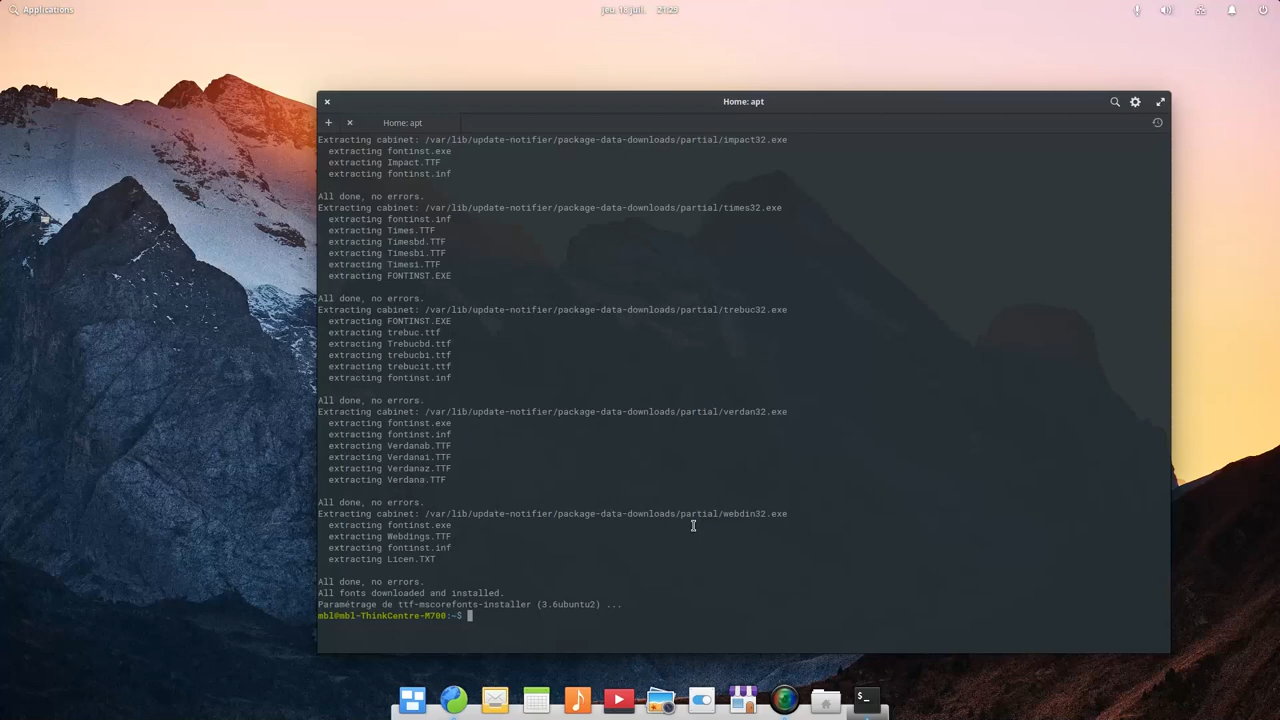 Applications
jeu. 18 juil. 21:29
Home: apt
Home: apt
Extracting cabinet: /var/lib/update-notifier/package-data-downloads/partial/impact32.exe
extracting fontinst.exe
extracting Impact.TTF
extracting fontinst.inf
All done, no errors.
Extracting cabinet: /var/lib/update-notifier/package-data-downloads/partial/times32.exe
extracting fontinst.inf
extracting Times.TTF
extracting Timesbd.TTF
extracting Timesbi.TTF
extracting Timesi.TTF
extracting FONTINST.EXE
All done, no errors.
Extracting cabinet: /var/lib/update-notifier/package-data-downloads/partial/trebuc32.exe
extracting FONTINST.EXE
extracting trebuc.ttf
extracting Trebucbd.ttf
extracting trebucbi.ttf
extracting trebucit.ttf
extracting fontinst.inf
All done, no errors.
Extracting cabinet: /var/lib/update-notifier/package-data-downloads/partial/verdan32.exe
extracting fontinst.exe
extracting fontinst.inf
extracting Verdanab.TTF
extracting Verdanai.TTF
extracting Verdanaz.TTF
extracting Verdana.TTF
All done, no errors.
Extracting cabinet: /var/lib/update-notifier/package-data-downloads/partial/webdin32.exe
extracting fontinst.exe
extracting Webdings.TTF
extracting fontinst.inf
extracting Licen.TXT
All done, no errors.
All fonts downloaded and installed.
Paramétrage de ttf-mscorefonts-installer (3.6ubuntu2) ...
mbl@mbl-ThinkCentre-M700:~$